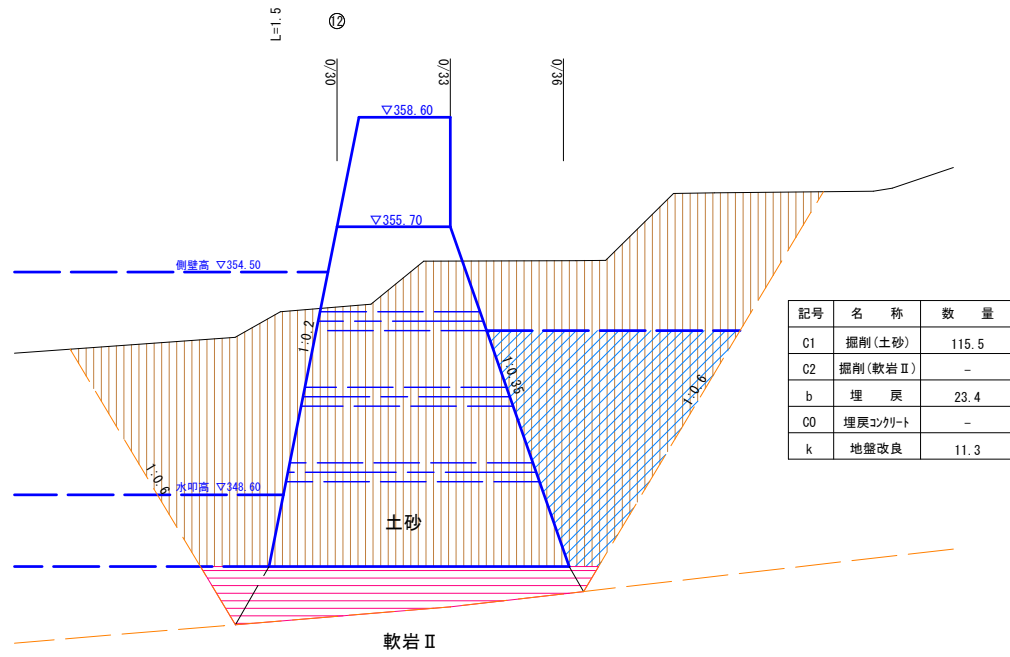 L=1.5
⑫
0/30
0/33
0/36
▽358.60
▽355.70
側壁高 ▽354.50
1:0.2
1:0.35
1:0.6
1:0.6
水叩高 ▽348.60
土砂
軟岩Ⅱ
記号 名 称 数 量
C1 掘削(土砂) 115.5
C2 掘削(軟岩Ⅱ) −
b 埋 戻 23.4
C0 埋戻ｺﾝｸﾘｰﾄ −
k 地盤改良 11.3